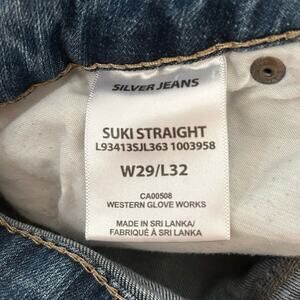 SILVER JEANS
SUKI STRAIGHT
L93413SJL363 1003958
W29/L32
CA00508
WESTERN GLOVE WORKS
MADE IN SRI LANKA/
FABRIQUÉ À SRI LANKA